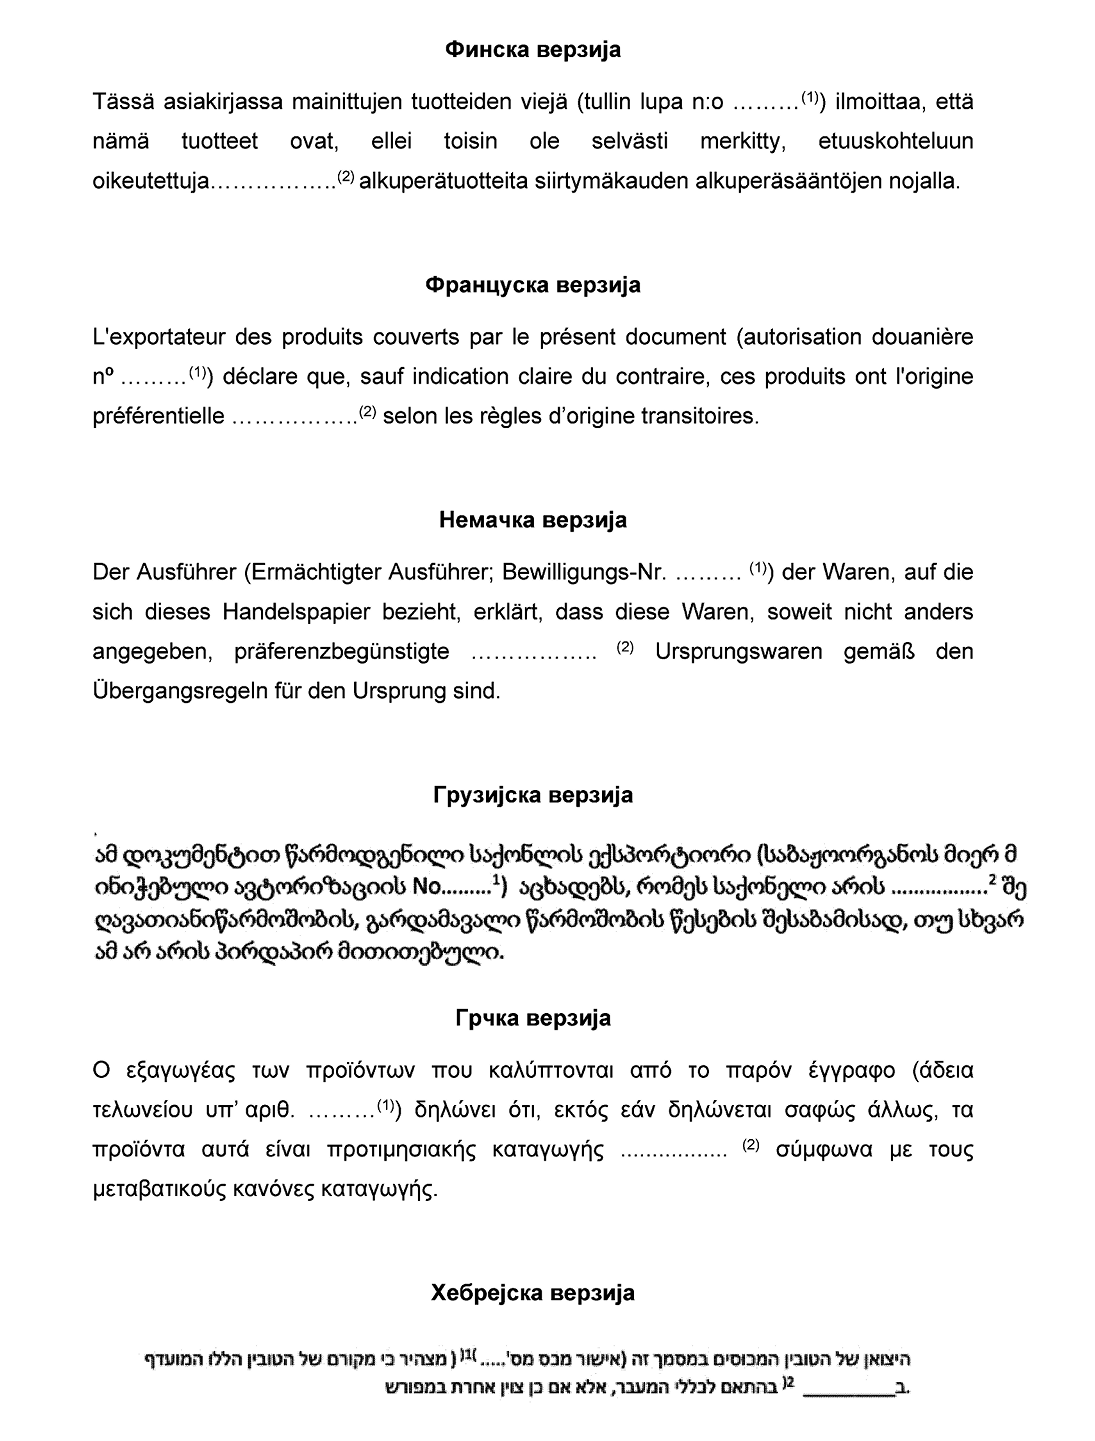 Финска верзија
Tässä asiakirjassa mainittujen tuotteiden viejä (tullin lupa n:o ………(1)) ilmoittaa, että
nämä tuotteet ovat, ellei toisin ole selvästi merkitty, etuuskohteluun
oikeutettuja……………..(2) alkuperätuotteita siirtymäkauden alkuperäsääntöjen nojalla.
Француска верзија
L'exportateur des produits couverts par le présent document (autorisation douanière
nº ………(1)) déclare que, sauf indication claire du contraire, ces produits ont l'origine
préférentielle ……………..(2) selon les règles d’origine transitoires.
Немачка верзија
Der Ausführer (Ermächtigter Ausführer; Bewilligungs-Nr. ……… (1)) der Waren, auf die
sich dieses Handelspapier bezieht, erklärt, dass diese Waren, soweit nicht anders
angegeben, präferenzbegünstigte …………….. (2) Ursprungswaren gemäß den
Übergangsregeln für den Ursprung sind.
Грузијска верзија
ამ დოკუმენტით წარმოდგენილი საქონლის ექსპორტიორი (საბაჟოორგანოს მიერ მ
ინიჭებული ავტორიზაციის No.........1) აცხადებს, რომეს საქონელი არის .................2 შე
ღავათიანიწარმოშობის, გარდამავალი წარმოშობის წესების შესაბამისად, თუ სხვარ
ამ არ არის პირდაპირ მითითებული.
Грчка верзија
Ο εξαγωγέας των προϊόντων που καλύπτονται από το παρόν έγγραφο (άδεια
τελωνείου υπ’ αριθ. ………(1)) δηλώνει ότι, εκτός εάν δηλώνεται σαφώς άλλως, τα
προϊόντα αυτά είναι προτιμησιακής καταγωγής ................. (2) σύμφωνα με τους
μεταβατικούς κανόνες καταγωγής.
Хебрејска верзија
היצואן של הטובין המכוסים במסמך זה (אישור מכס מס'..... )1( ) מצהיר כי מקורם של הטובין הללו המועדף
ב__________ )2 בהתאם לכללי המעבר, אלא אם כן צוין אחרת במפורש.